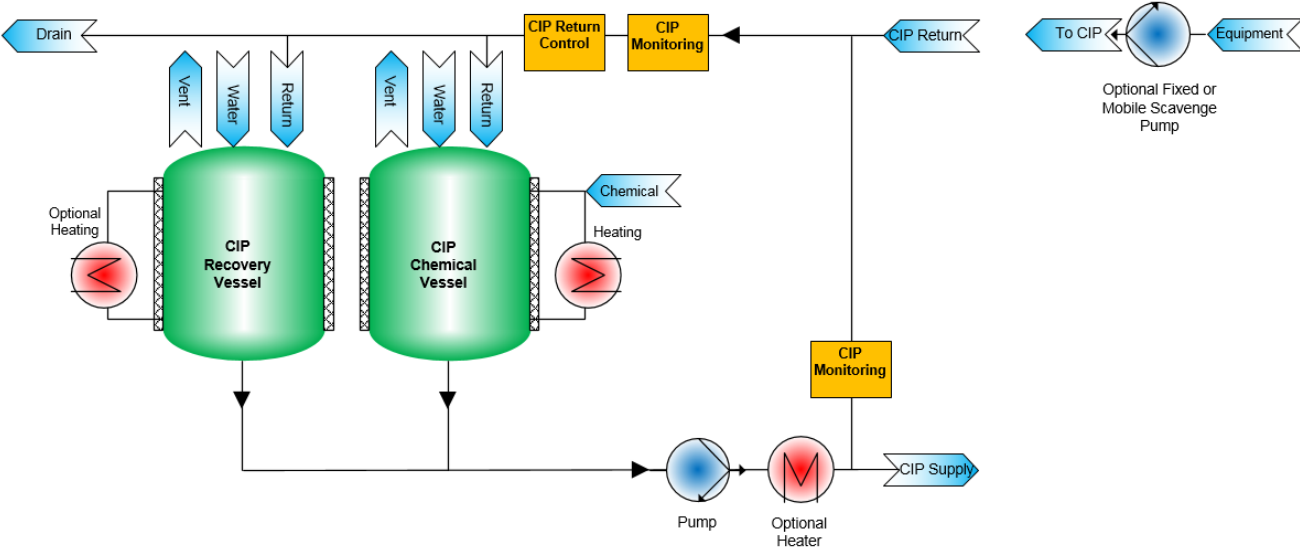 Drain
CIP Return
Control
CIP
Monitoring
CIP Return
To CIP
Equipment
Optional Fixed or
Mobile Scavenge
Pump
Vent
Water
Return
Vent
Water
Return
Optional
Heating
CIP
Recovery
Vessel
CIP
Chemical
Vessel
Chemical
Heating
CIP
Monitoring
CIP Supply
Pump
Optional
Heater